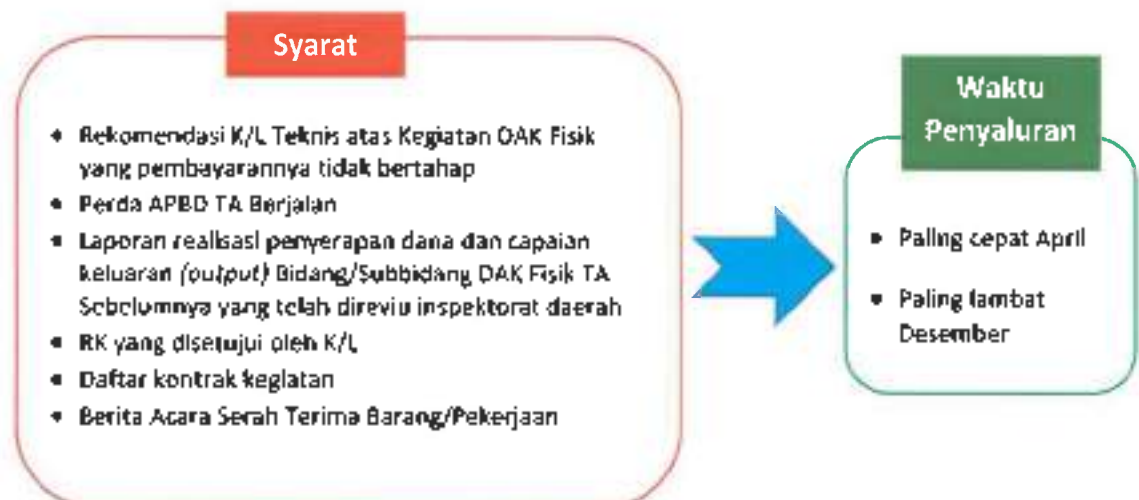 Syarat
• Rekomendasi K/L Teknis atas Kegiatan DAK Fisik
yang pembayarannya tidak bertahap
• Perda APBD TA Berjalan
• Laporan realisasi penyerapan dana dan capaian
keluaran (output) Bidang/Subbidang DAK Fisik TA
Sebelumnya yang telah direviu inspektorat daerah
• RK yang disetujui oleh K/L
• Daftar kontrak kegiatan
• Berita Acara Serah Terima Barang/Pekerjaan
Waktu
Penyaluran
• Paling cepat April
• Paling lambat
Desember